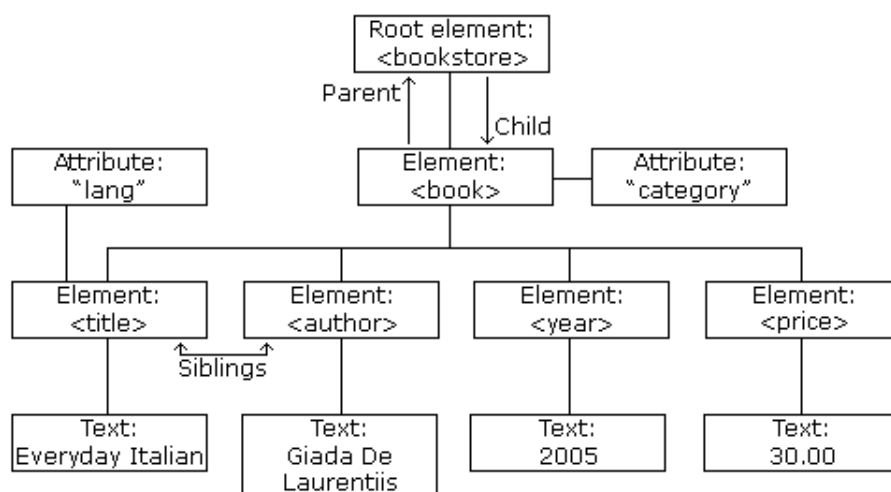 Root element:
<bookstore>
Parent
Child
Attribute:
“lang”
Element:
<book>
Attribute:
“category”
Element:
<title>
Element:
<author>
Element:
<year>
Element:
<price>
Siblings
Text:
Everyday Italian
Text:
Giada De
Laurentiis
Text:
2005
Text:
30.00